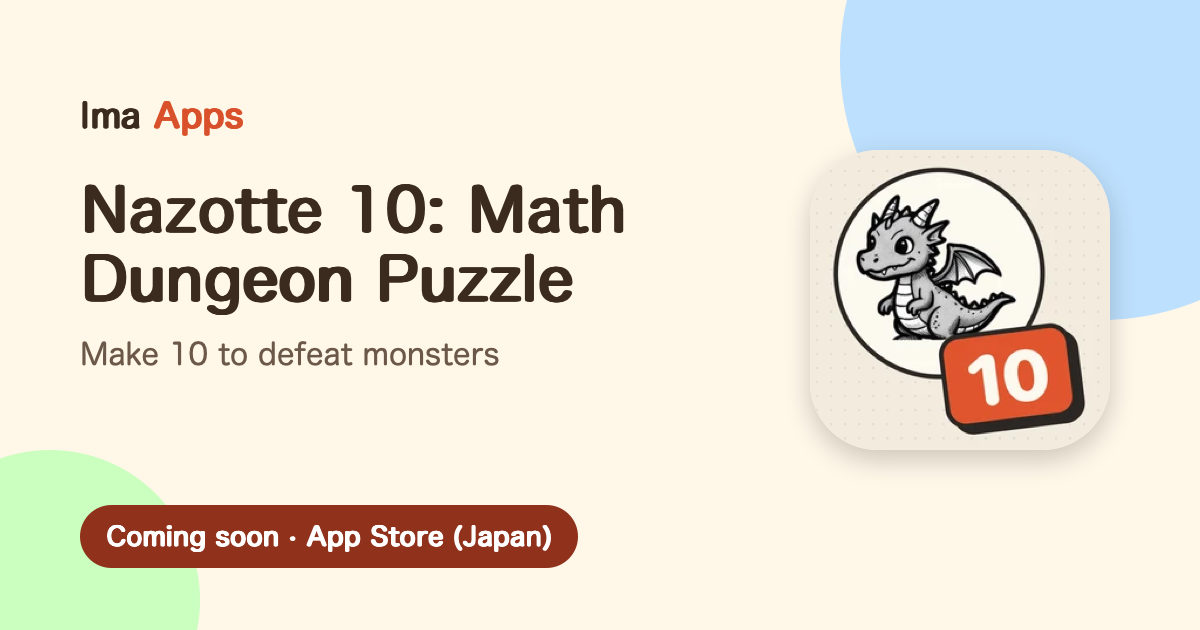 Ima Apps
Nazotte 10: Math
Dungeon Puzzle
Make 10 to defeat monsters
10
Coming soon · App Store (Japan)